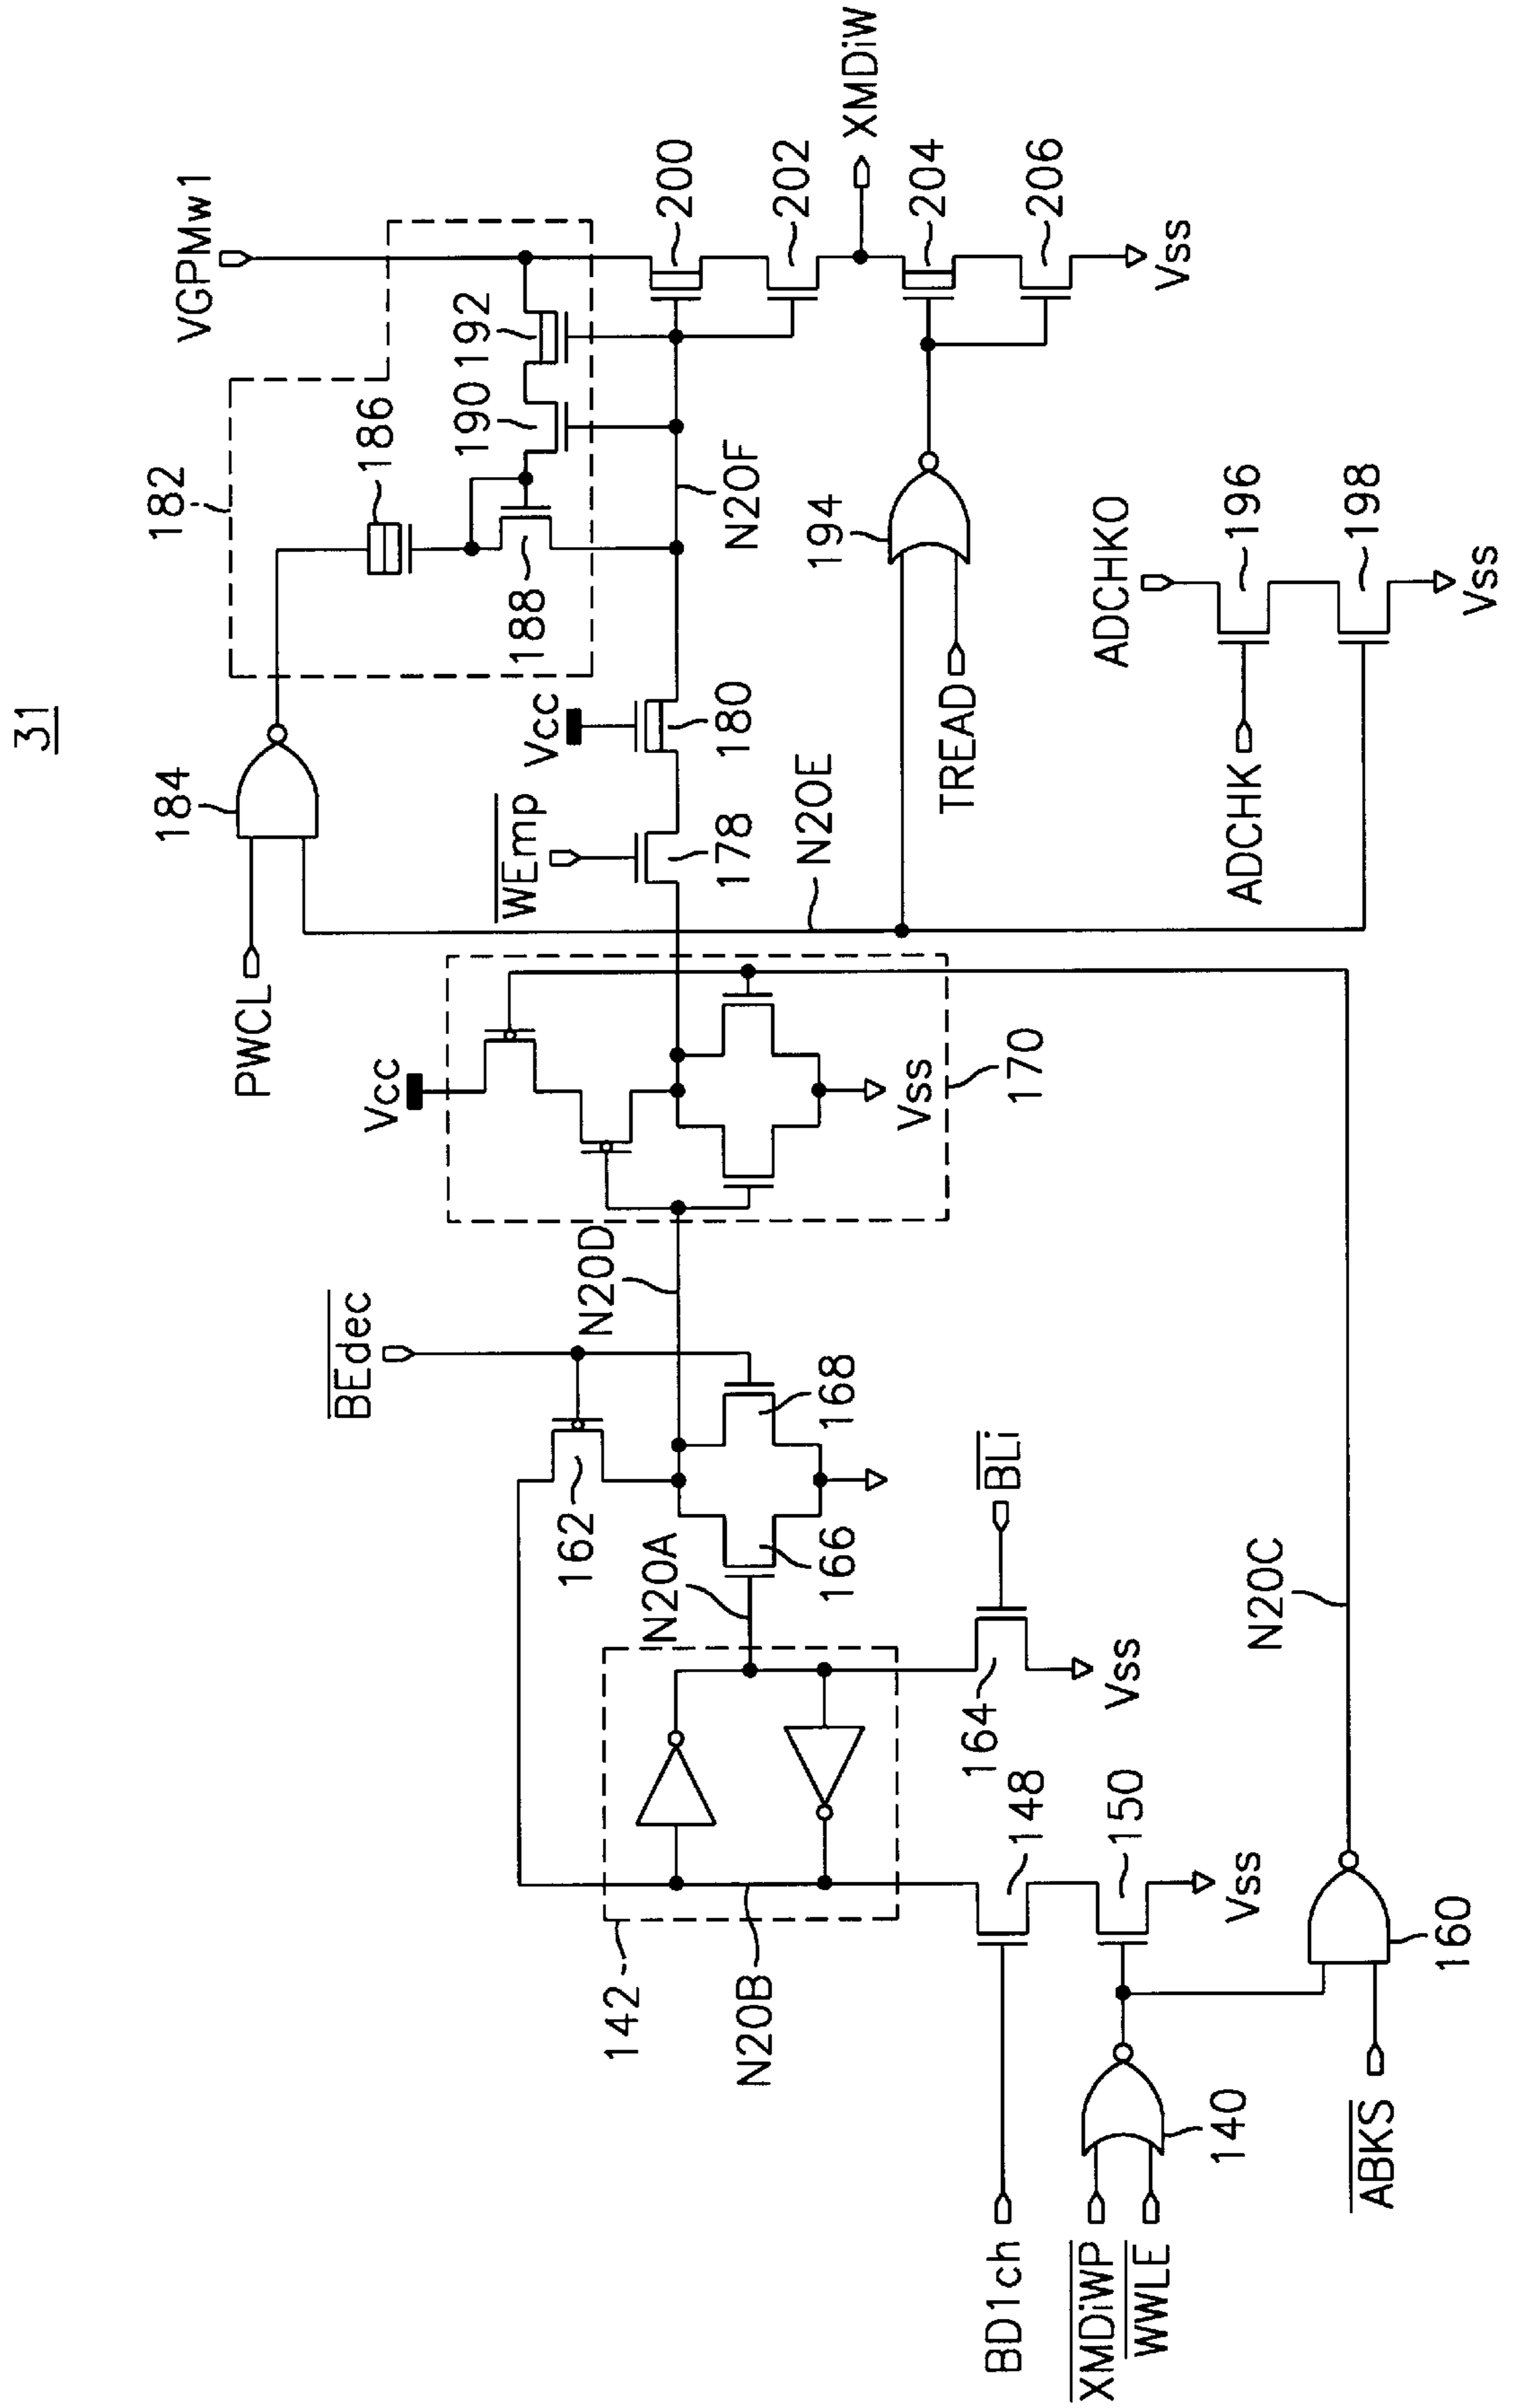 31
VGPMw1
182
186
190
192
200
202
XMDiW
204
206
Vss
188
N20F
184
PWCL
Vcc
180
WEmp
178
194
TREAD
N20E
ADCHKO
196
198
ADCHK
Vss
Vcc
Vss
170
N20D
BEdec
162
168
166
N20A
BLi
164
Vss
N20C
142
N20B
148
150
Vss
160
140
BD1ch
XMDiWP
WWLE
ABKS